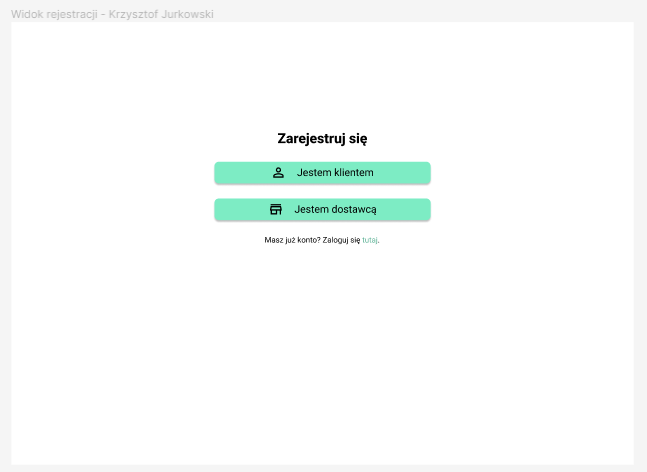 Widok rejestracji - Krzysztof Jurkowski
Zarejestruj się
Jestem klientem
Jestem dostawcą
Masz już konto? Zaloguj się tutaj.